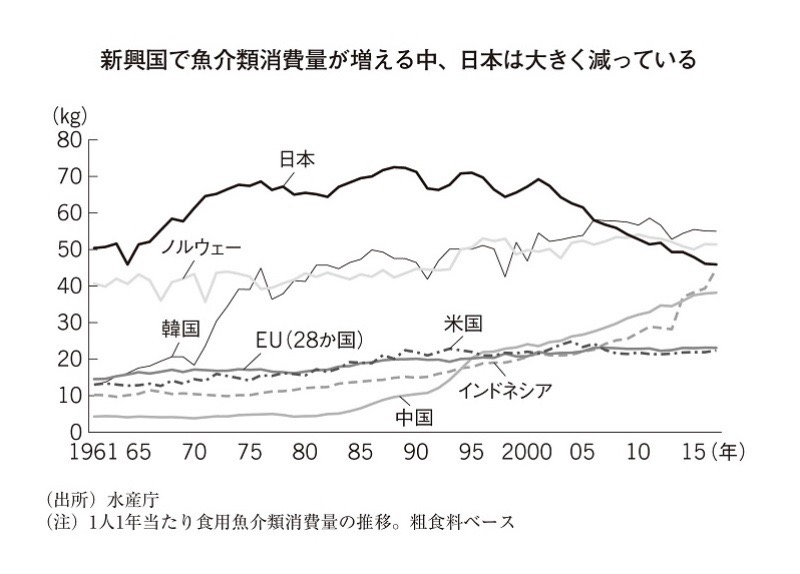 新興国で魚介類消費量が増える中、日本は大きく減っている
(kg)
80
70
60
50
40
30
20
10
0
日本
ノルウェー
韓国
EU(28か国)
米国
インドネシア
中国
1961 65 70 75 80 85 90 95 2000 05 10 15(年)
(出所)水産庁
(注)1人1年当たり食用魚介類消費量の推移。粗食料ベース